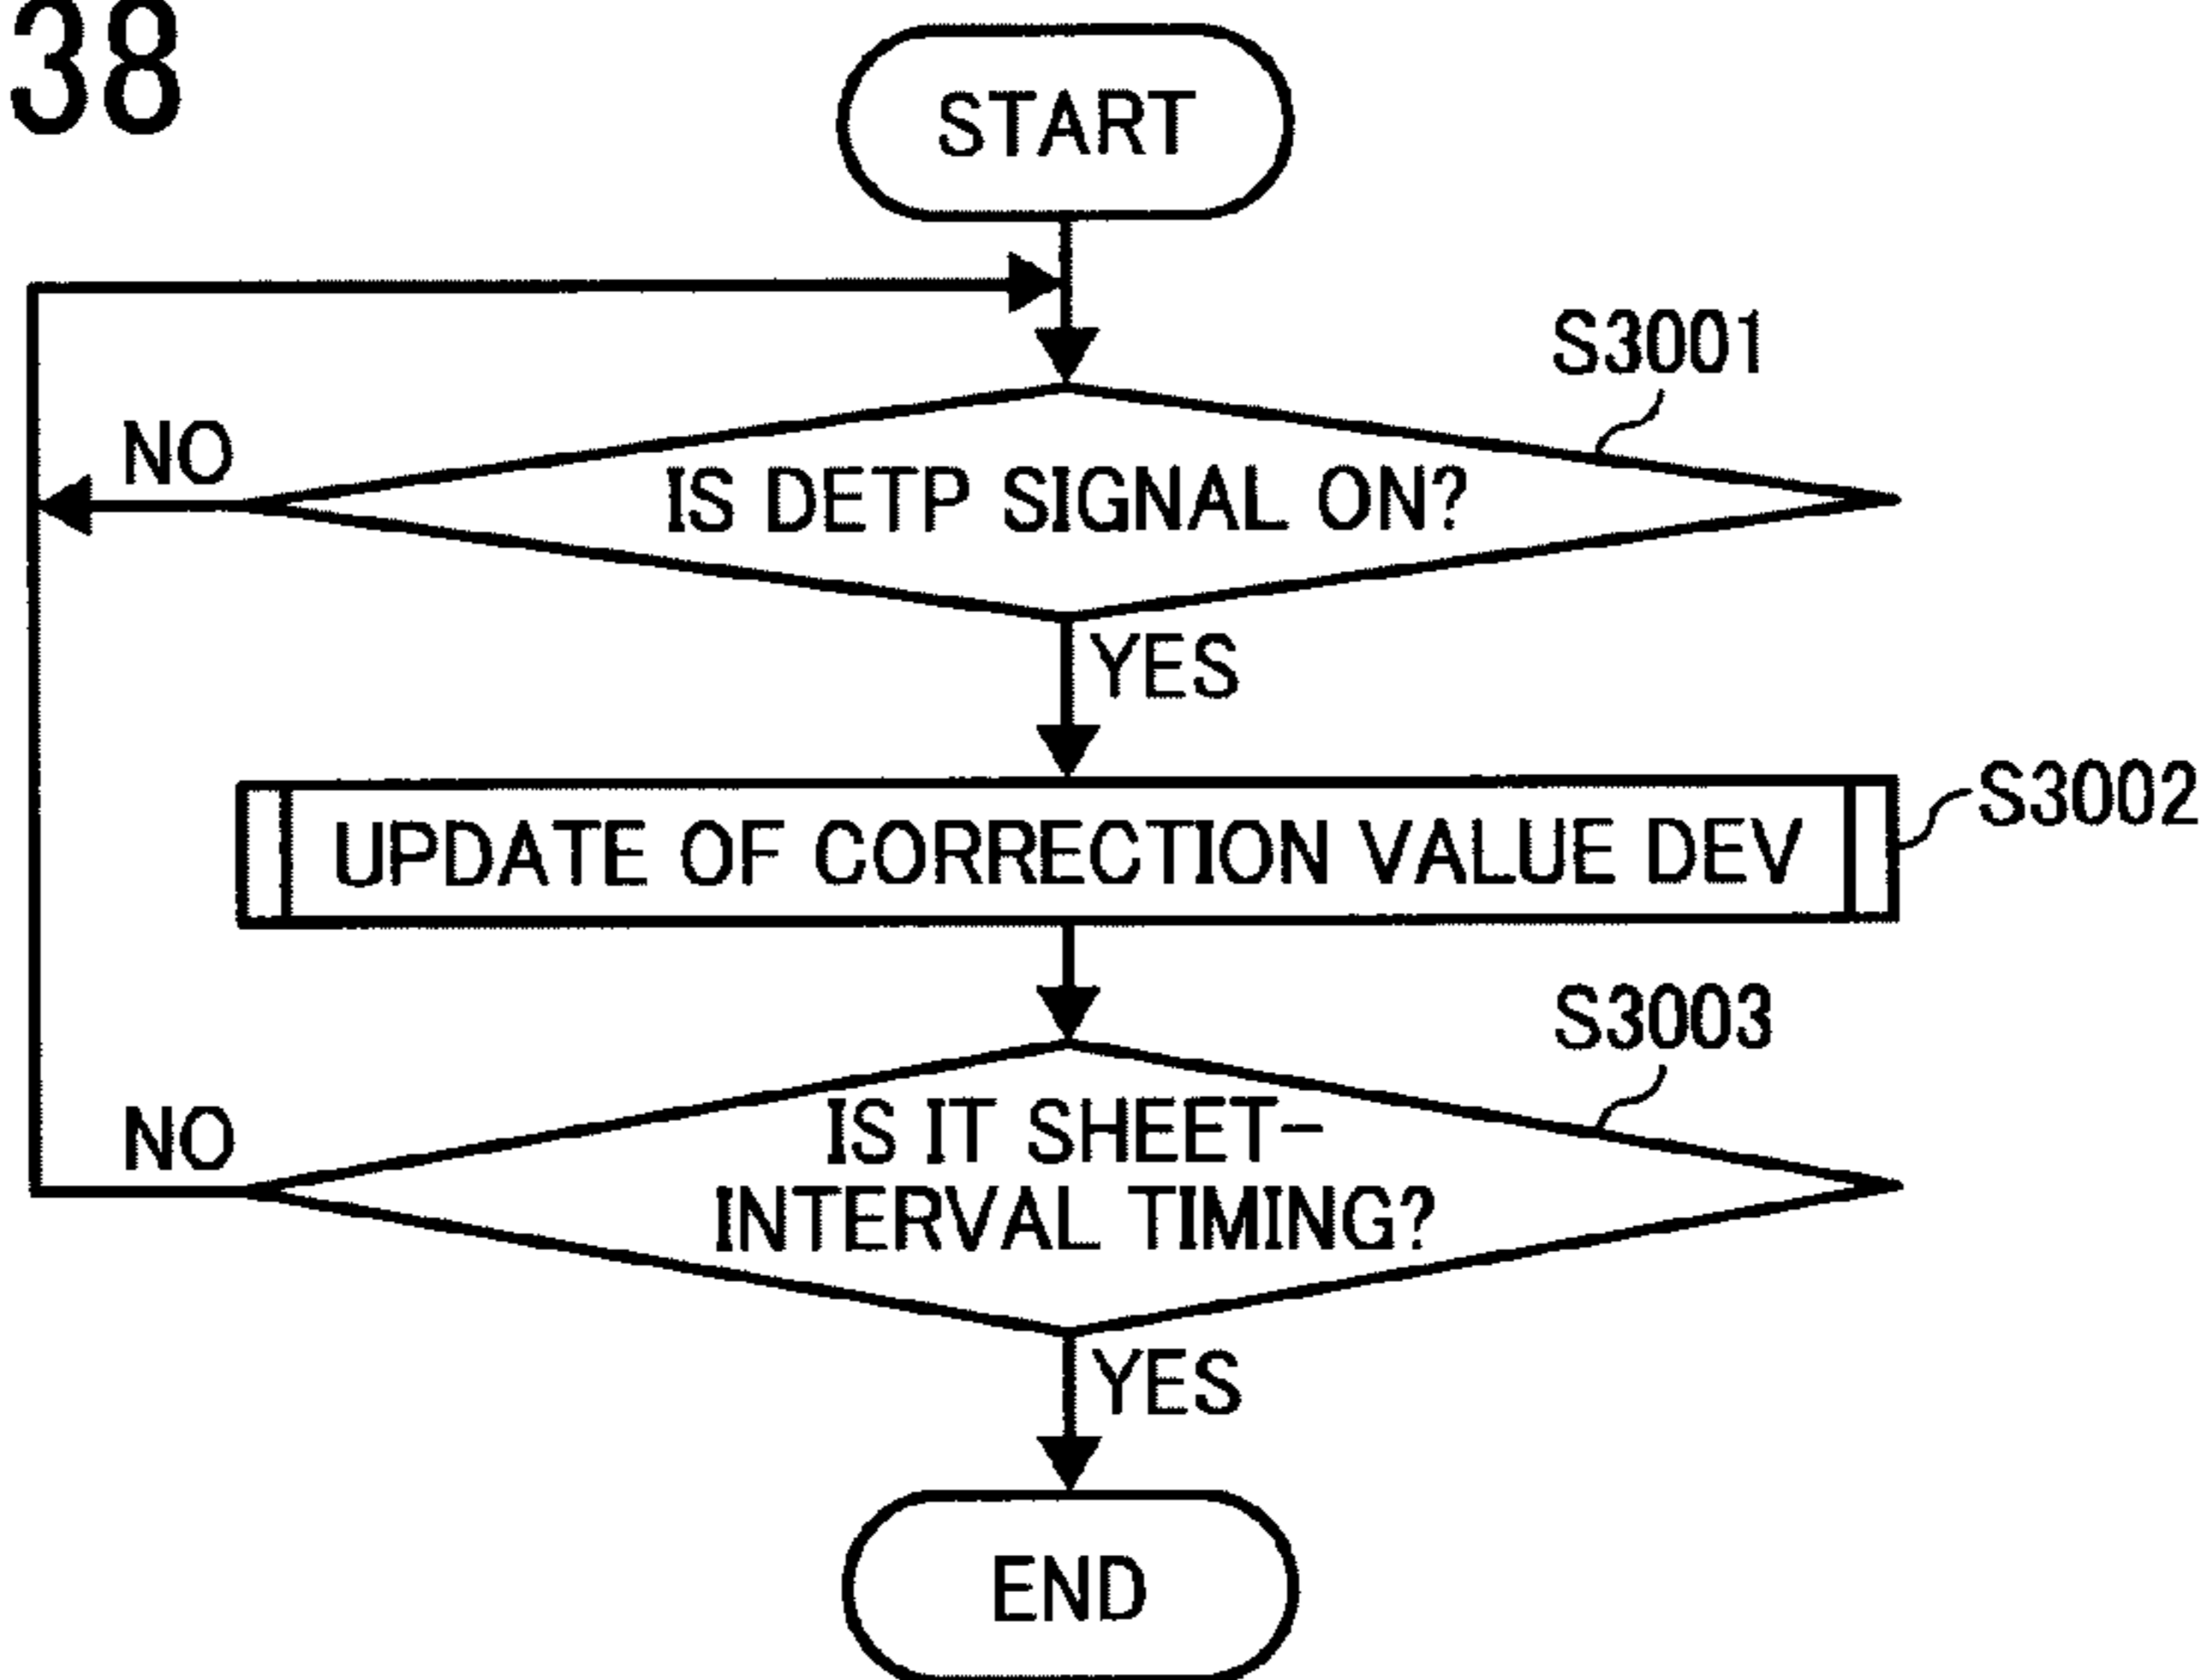 38
START
S3001
NO
IS DETP SIGNAL ON?
YES
UPDATE OF CORRECTION VALUE DEV
S3002
S3003
NO
IS IT SHEET-
INTERVAL TIMING?
YES
END